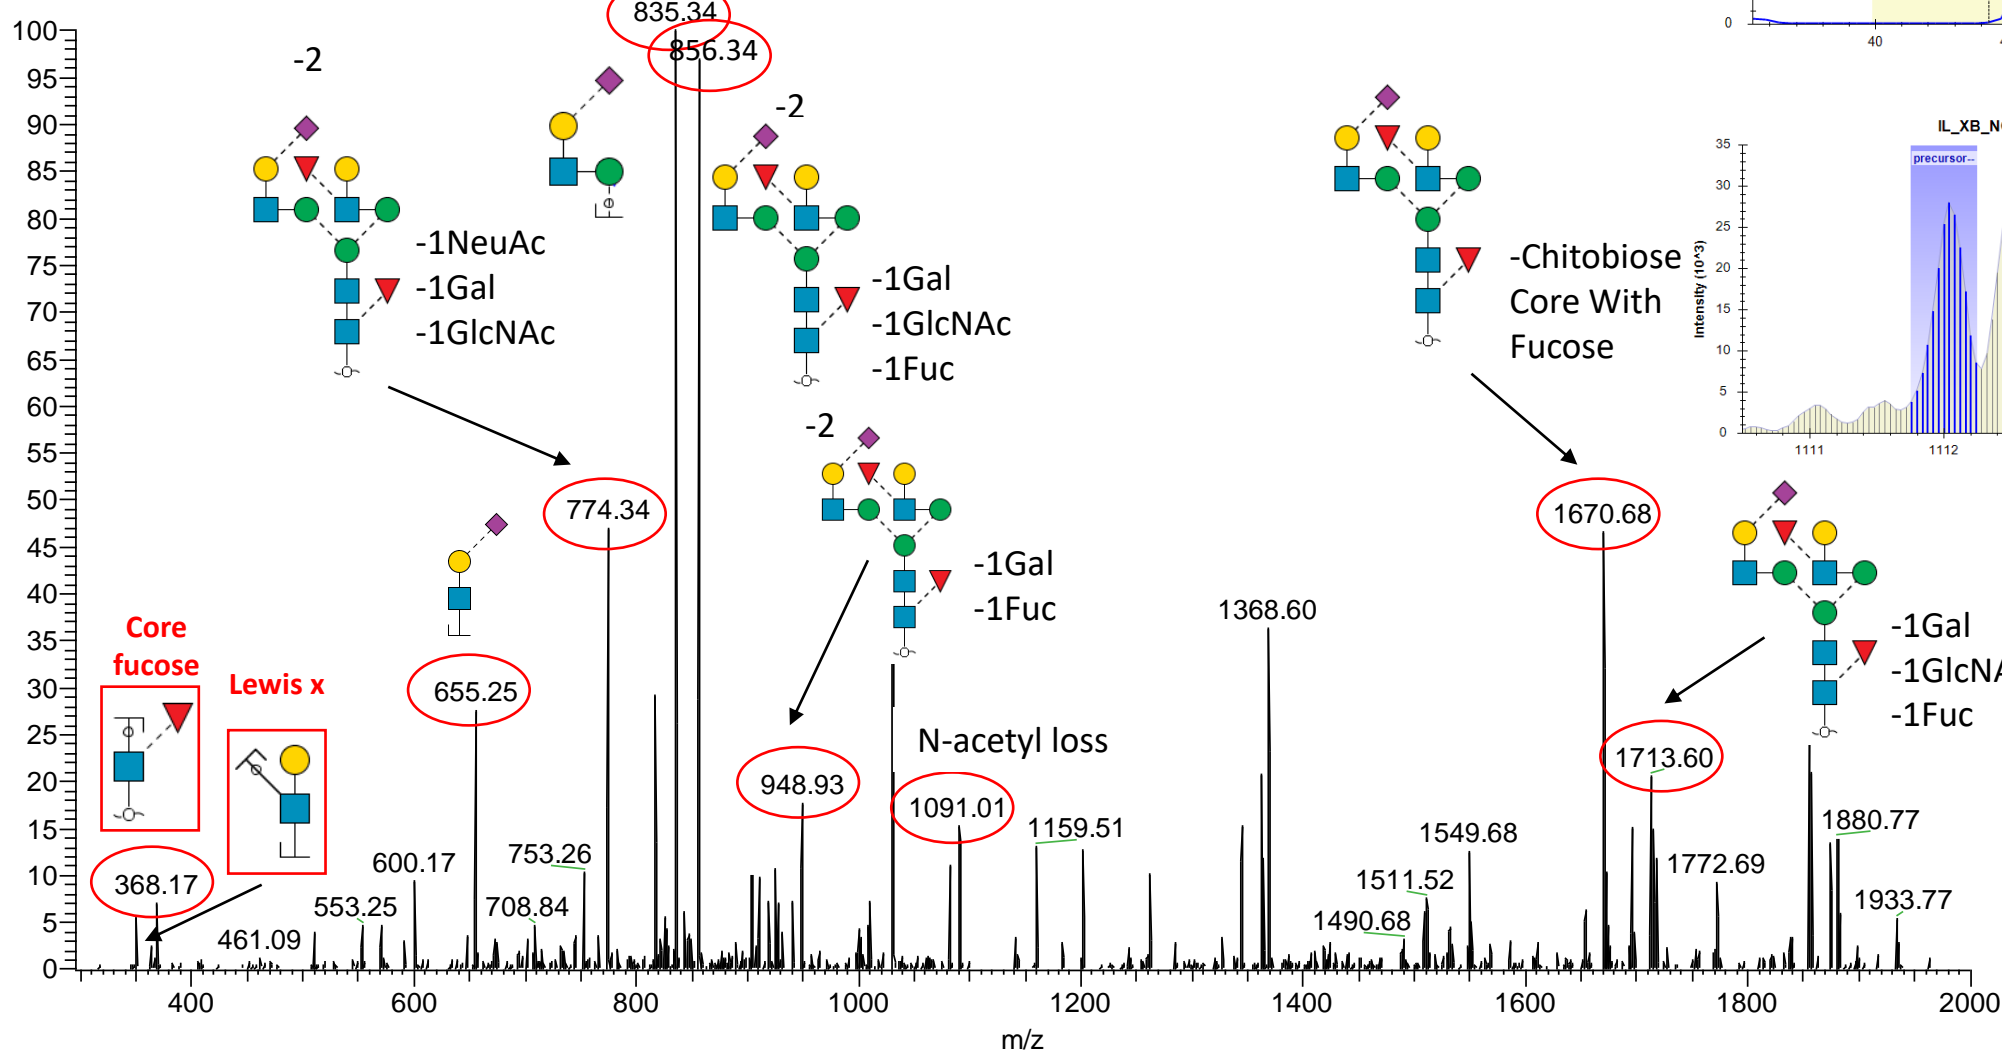 835.34
856.34
-2
-2
-1NeuAc
-1Gal
-1GlcNAc
-1Gal
-1GlcNAc
-1Fuc
-Chitobiose
Core With
Fucose
-2
-1Gal
-1Fuc
774.34
1670.68
655.25
Core
fucose
Lewis x
368.17
948.93
N-acetyl loss
1091.01
1713.60
-1Gal
-1Fuc
1368.60
600.17
553.25
461.09
708.84
753.26
1159.51
1511.52
1490.68
1549.68
1772.69
1880.77
1933.77
100
95
90
85
80
75
70
65
60
55
50
45
40
35
30
25
20
15
10
5
0
400 600 800 1000 1200 1400 1600 1800 2000
m/z
0
40
precursor--
Intensity (10^3)
35
30
25
20
15
10
5
0
1111 1112